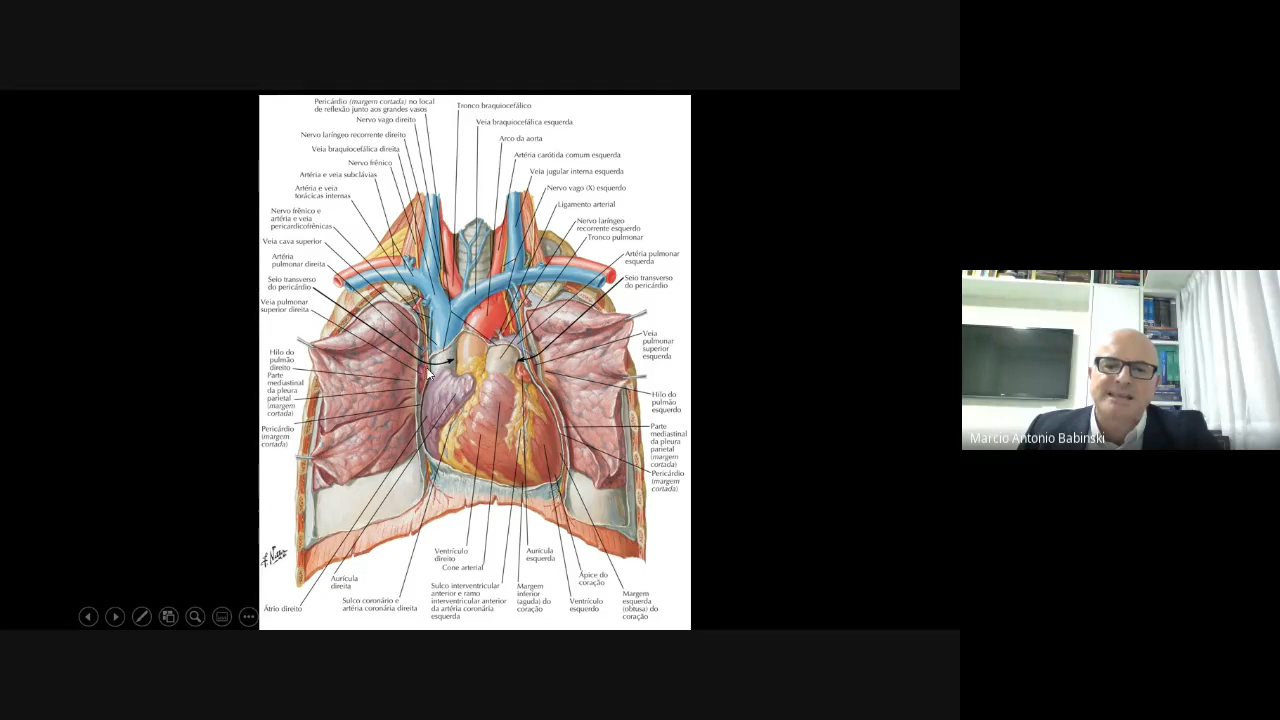 Pericárdio (margem cortada) no local
de reflexão junto aos grandes vasos
Nervo vago direito
Nervo laríngeo recorrente direito
Veia braquiocefálica direita
Nervo frênico
Artéria e veia subclávias
Artéria e veia
torácicas internas
Nervo frênico e
artéria e veia
pericardicofrênicas
Veia cava superior
Artéria
pulmonar direita
Seio transverso
do pericárdio
Veia pulmonar
superior direita
Hilo do
pulmão
direito
Parte
mediastinal
da pleura
parietal
(margem
cortada)
Pericárdio
(margem
cortada)
Tronco braquiocefálico
Veia braquiocefálica esquerda
Arco da aorta
Artéria carótida comum esquerda
Veia jugular interna esquerda
Nervo vago (X) esquerdo
Ligamento arterial
Nervo laríngeo
recorrente esquerdo
Tronco pulmonar
Artéria pulmonar
esquerda
Seio transverso
do pericárdio
Veia
pulmonar
superior
esquerda
Hilo do
pulmão
esquerdo
Parte
mediastinal
da pleura
parietal
(margem
cortada)
Pericárdio
(margem
cortada)
F. Netter
Átrio direito
Aurícula
direita
Sulco coronário e
artéria coronária direita
Ventrículo
direito
Cone arterial
Sulco interventricular
anterior e ramo
interventricular anterior
da artéria coronária
esquerda
Aurícula
esquerda
Margem
inferior
(aguda) do
coração
Ápice do
coração
Ventrículo
esquerdo
Margem
esquerda
(obtusa) do
coração
Marcio Antonio Babinski